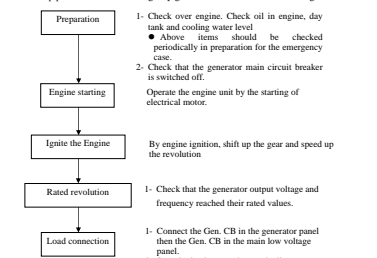 Preparation
1- Check over engine. Check oil in engine, day
tank and cooling water level
● Above items should be checked
periodically in preparation for the emergency
case.
2- Check that the generator main circuit breaker
is switched off.
Engine starting
Operate the engine unit by the starting of
electrical motor.
Ignite the Engine
By engine ignition, shift up the gear and speed up
the revolution
Rated revolution
1- Check that the generator output voltage and
frequency reached their rated values.
Load connection
1- Connect the Gen. CB in the generator panel
then the Gen. CB in the main low voltage
panel.